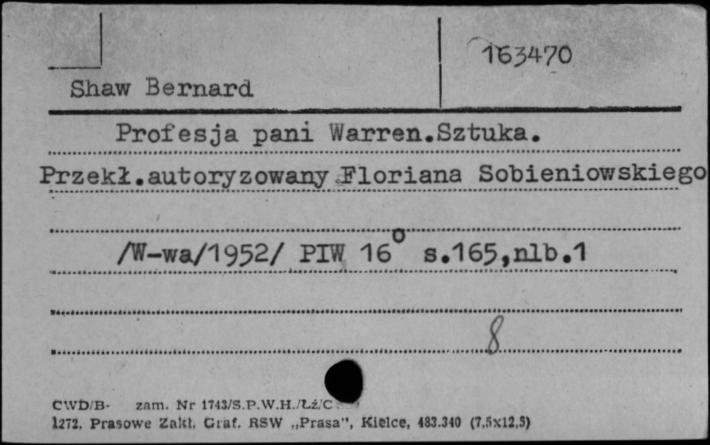 163470
Shaw Bernard
Profesja pani Warren.Sztuka.
Przekł.autoryzowany Floriana Sobieniowskiego
/W-wa/1952/ PIW 16° s.165,nlb.1
8
CWD/B- zam. Nr 1743/S.P.W.H./Łź/C
1272. Prasowe Zakł. Graf. RSW „Prasa", Kielce, 483.340 (7,5x12,5)